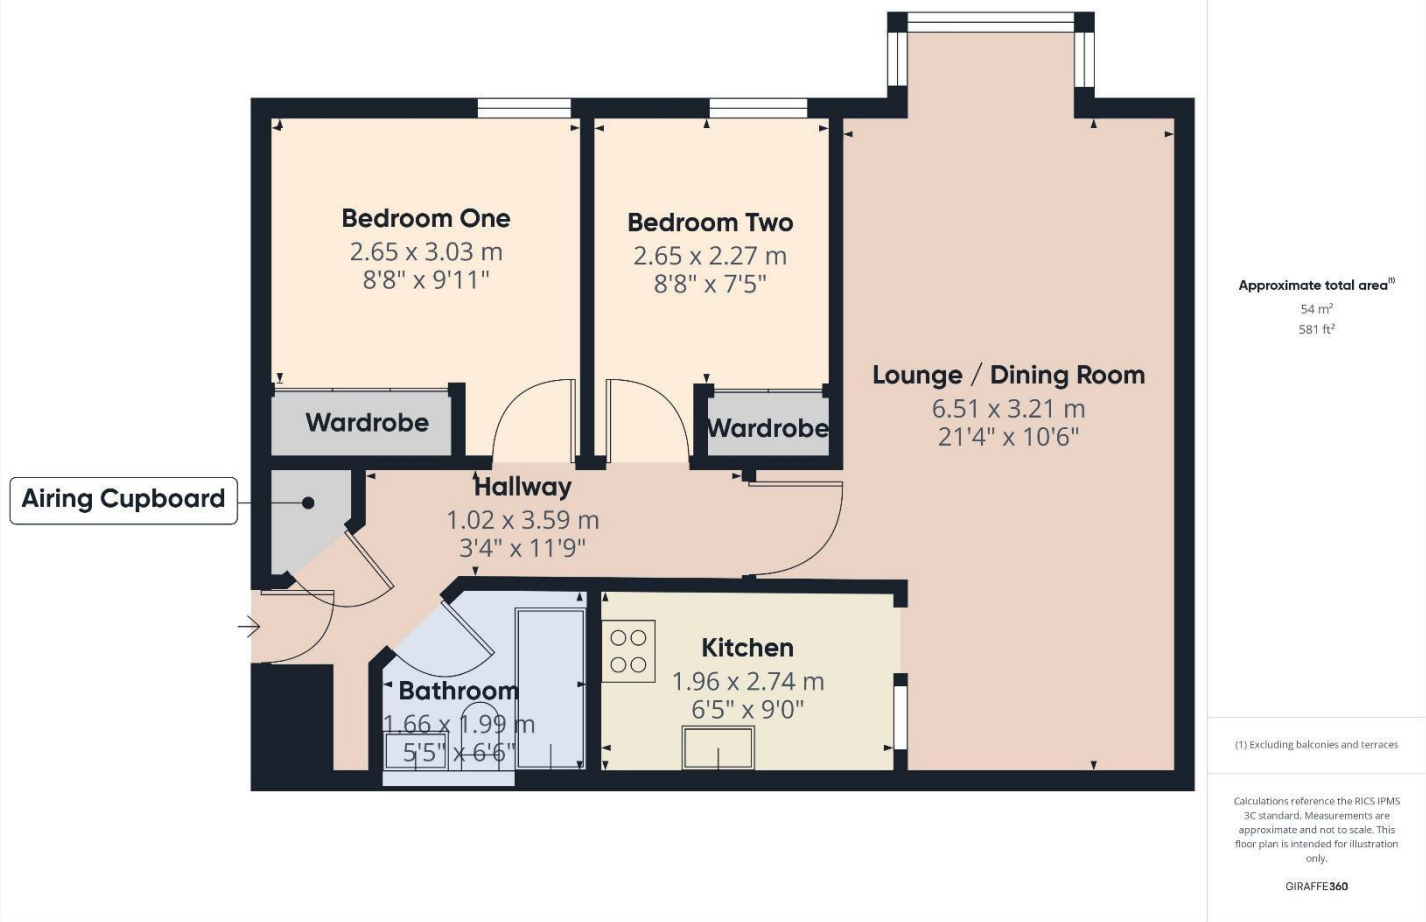 Bedroom One
2.65 x 3.03 m
8'8" x 9'11"
Bedroom Two
2.65 x 2.27 m
8'8" x 7'5"
Lounge / Dining Room
6.51 x 3.21 m
21'4" x 10'6"
Wardrobe
Wardrobe
Airing Cupboard
Hallway
1.02 x 3.59 m
3'4" x 11'9"
Kitchen
1.96 x 2.74 m
6'5" x 9'0"
Bathroom
1.66 x 1.99 m
5'5" x 6'6"
Approximate total area(1)
54 m²
581 ft²
(1) Excluding balconies and terraces
Calculations reference the RICS IPMS
3C standard. Measurements are
approximate and not to scale. This
floor plan is intended for illustration
only.
GIRAFFE360